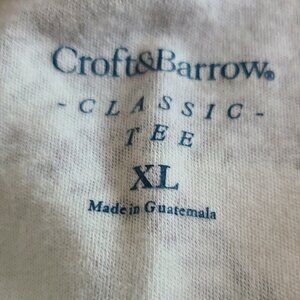 Croft&Barrow®
- CLASSIC -
TEE
XL
Made in Guatemala